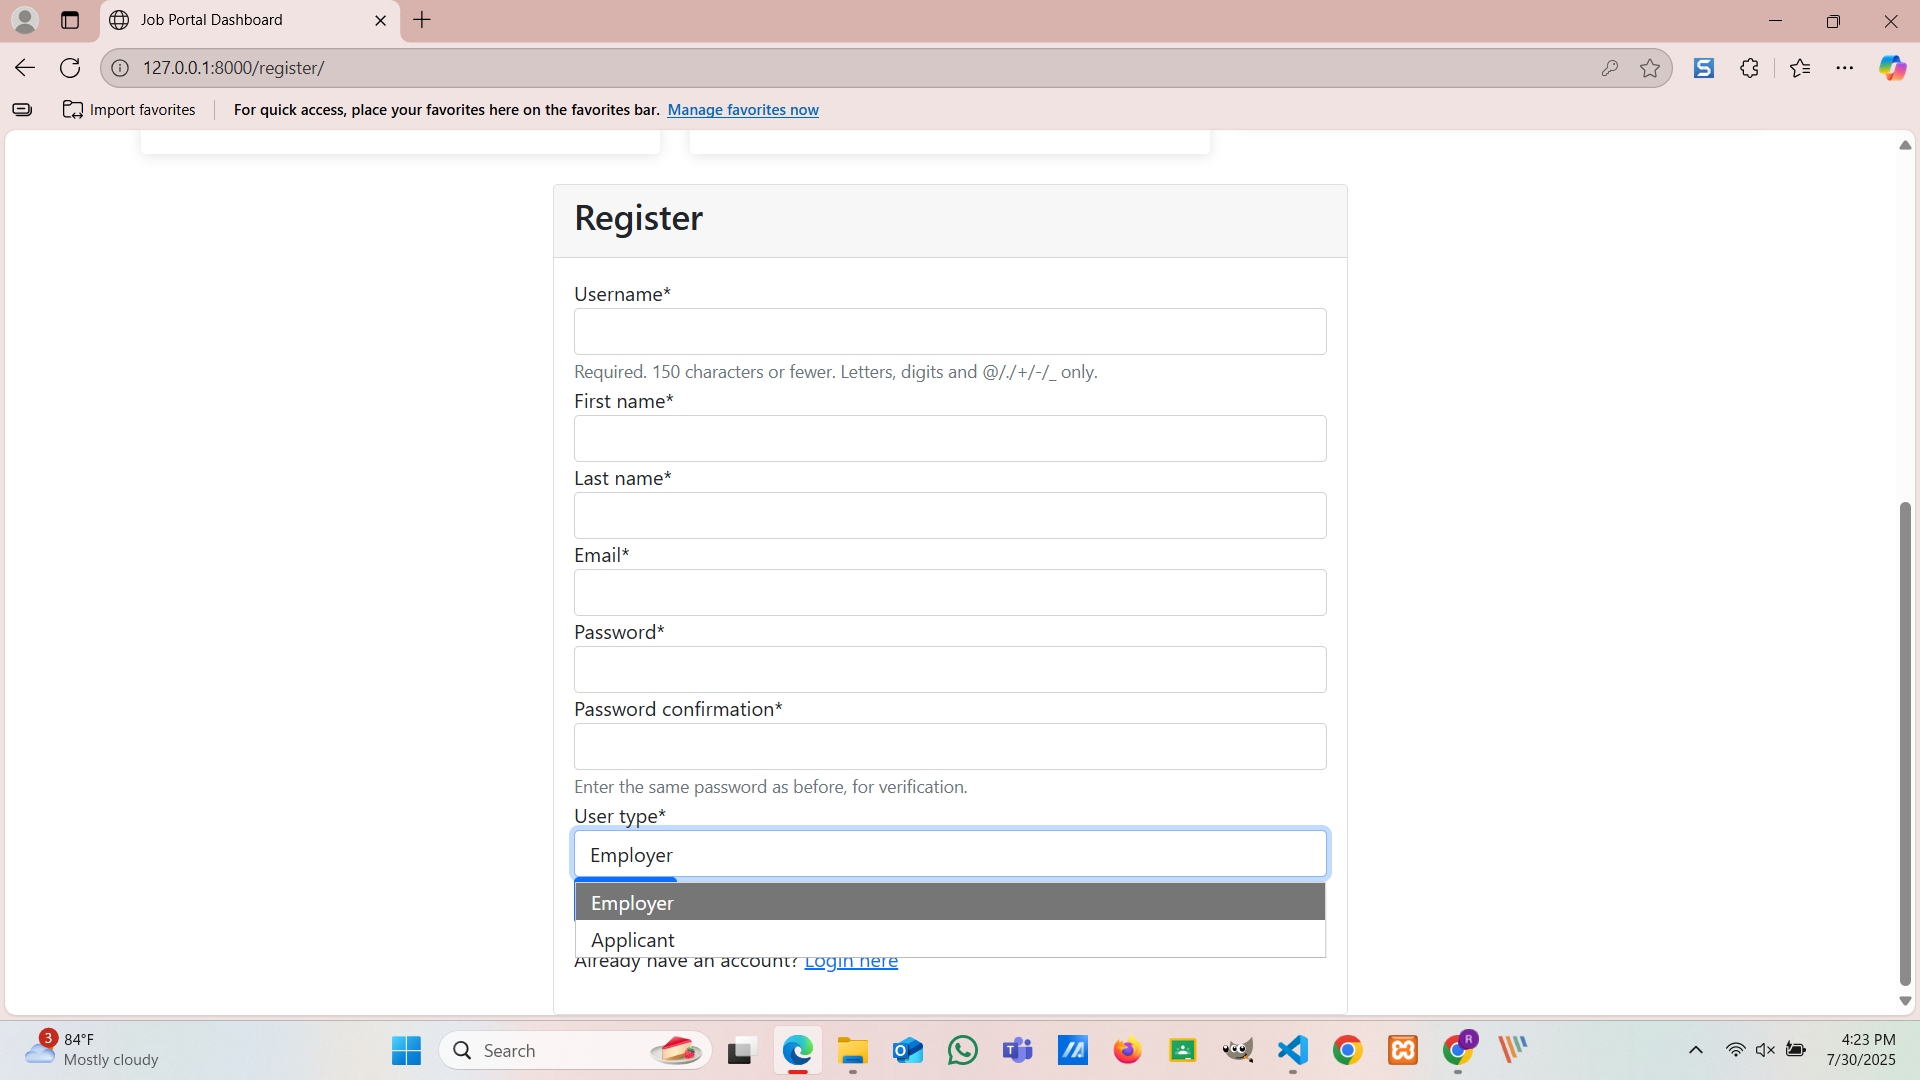 Job Portal Dashboard
127.0.0.1:8000/register/
Import favorites
For quick access, place your favorites here on the favorites bar. Manage favorites now
Register
Username*
Required. 150 characters or fewer. Letters, digits and @/./+/-/_ only.
First name*
Last name*
Email*
Password*
Password confirmation*
Enter the same password as before, for verification.
User type*
Employer
Employer
Applicant
Already have an account? Login here
3
84°F
Mostly cloudy
Search
R
4:23 PM
7/30/2025